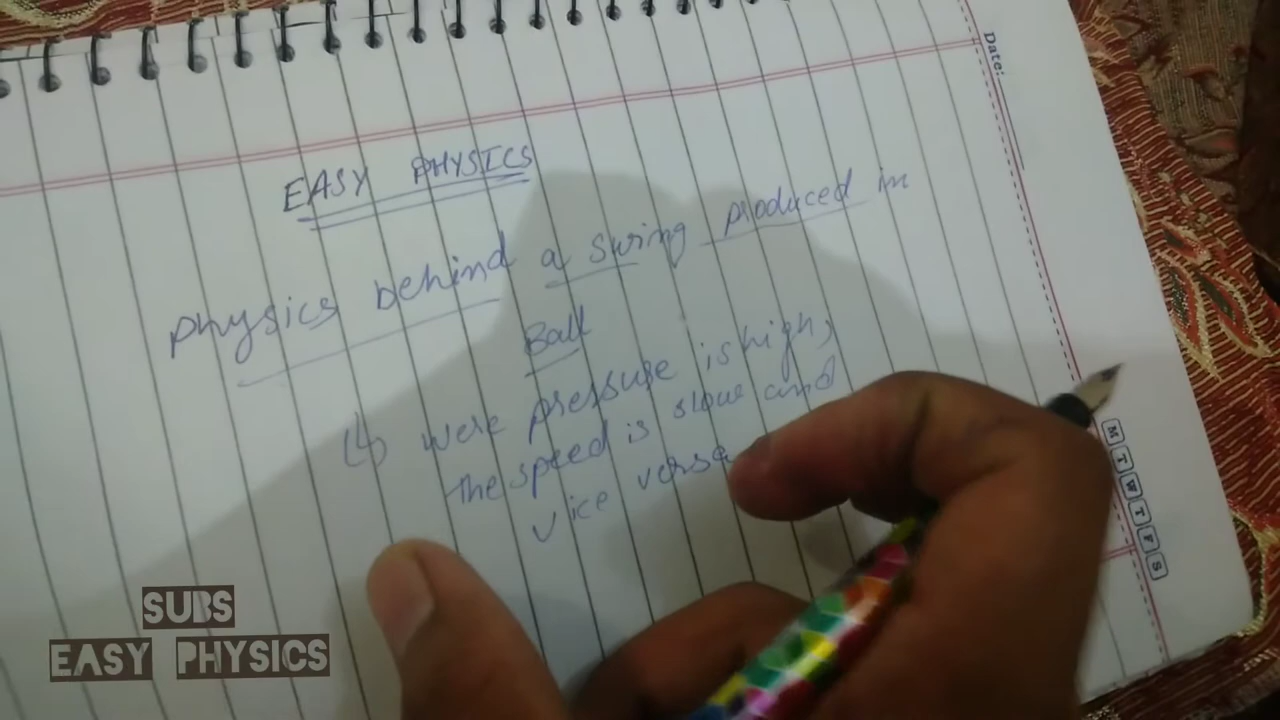 Date:
EASY PHYSICS
physics behind a swing produced in
Ball
were pressure is high,
the speed is slow and
vice versa
M T W T F S
SUBS
EASY PHYSICS